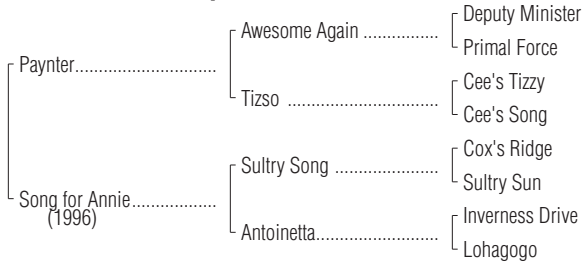 Deputy Minister
Awesome Again ................
Primal Force
Paynter..............................
Cee's Tizzy
Tizso ................................
Cee's Song
Cox's Ridge
Sultry Song ......................
Sultry Sun
Song for Annie..................
(1996)
Inverness Drive
Antoinetta..........................
Lohagogo